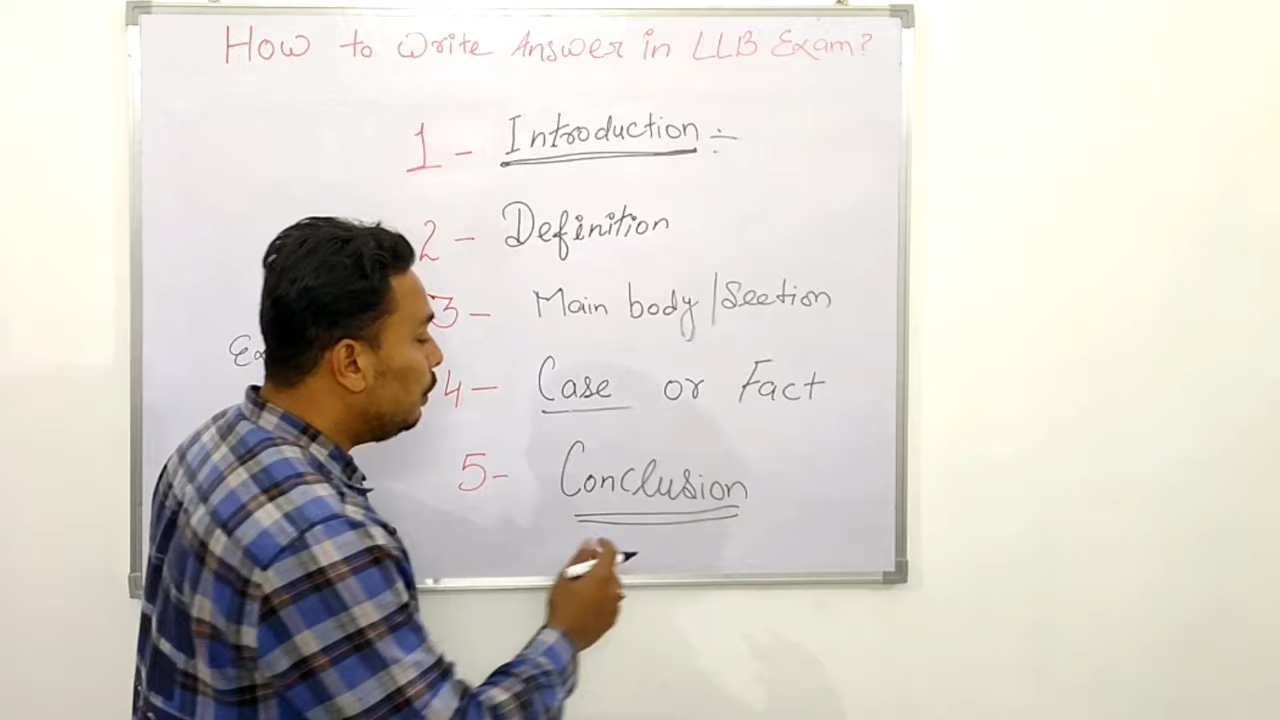 How to Write Answer in LLB Exam?
1- Introduction ÷
2- Definition
3- Main body/Section
4- Case or Fact
5- Conclusion